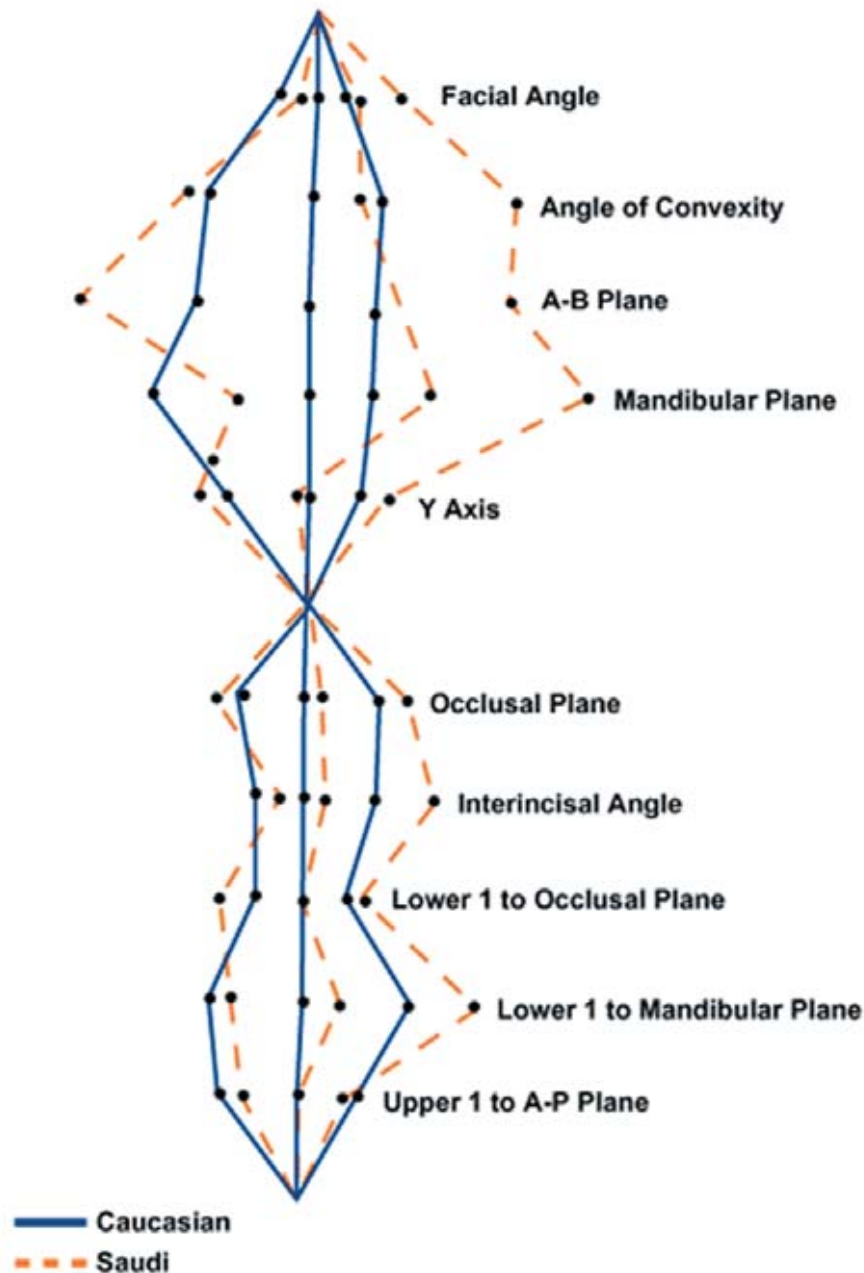 Facial Angle
Angle of Convexity
A-B Plane
Mandibular Plane
Y Axis
Occlusal Plane
Interincisal Angle
Lower 1 to Occlusal Plane
Lower 1 to Mandibular Plane
Upper 1 to A-P Plane
Caucasian
Saudi